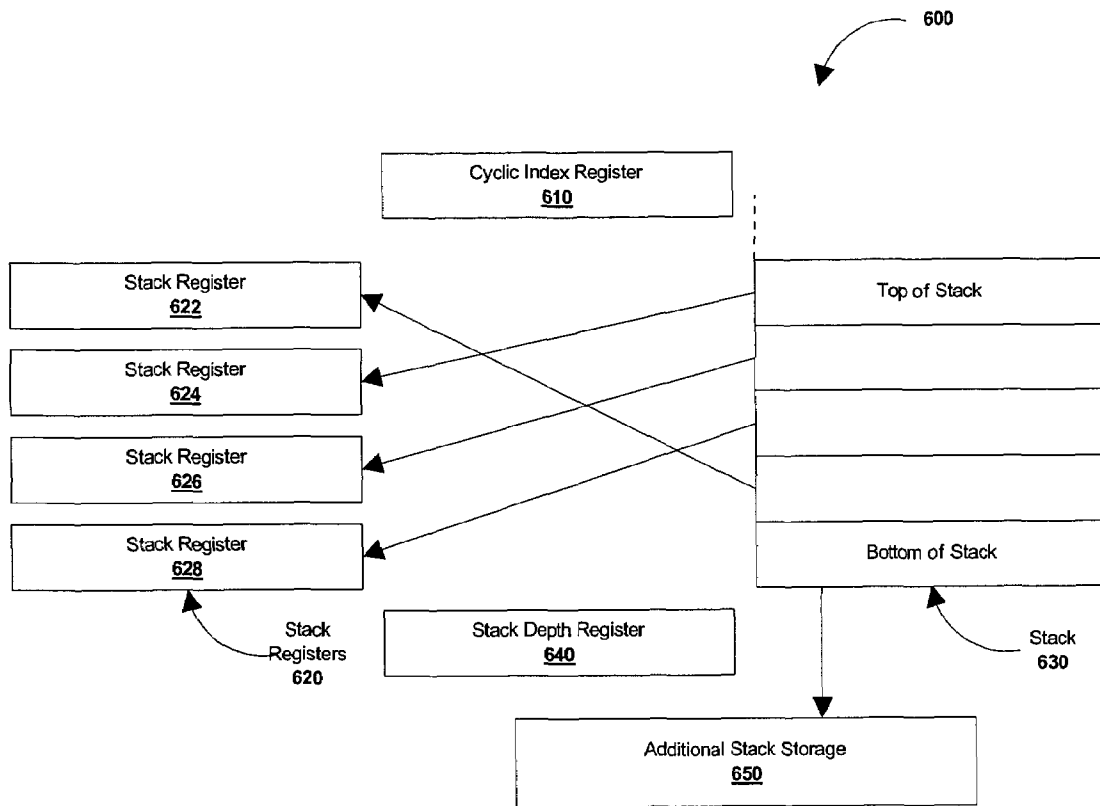 600
Cyclic Index Register
610
Stack Register
622
Top of Stack
Stack Register
624
Stack Register
626
Stack Register
628
Bottom of Stack
Stack
Registers
620
Stack Depth Register
640
Stack
630
Additional Stack Storage
650